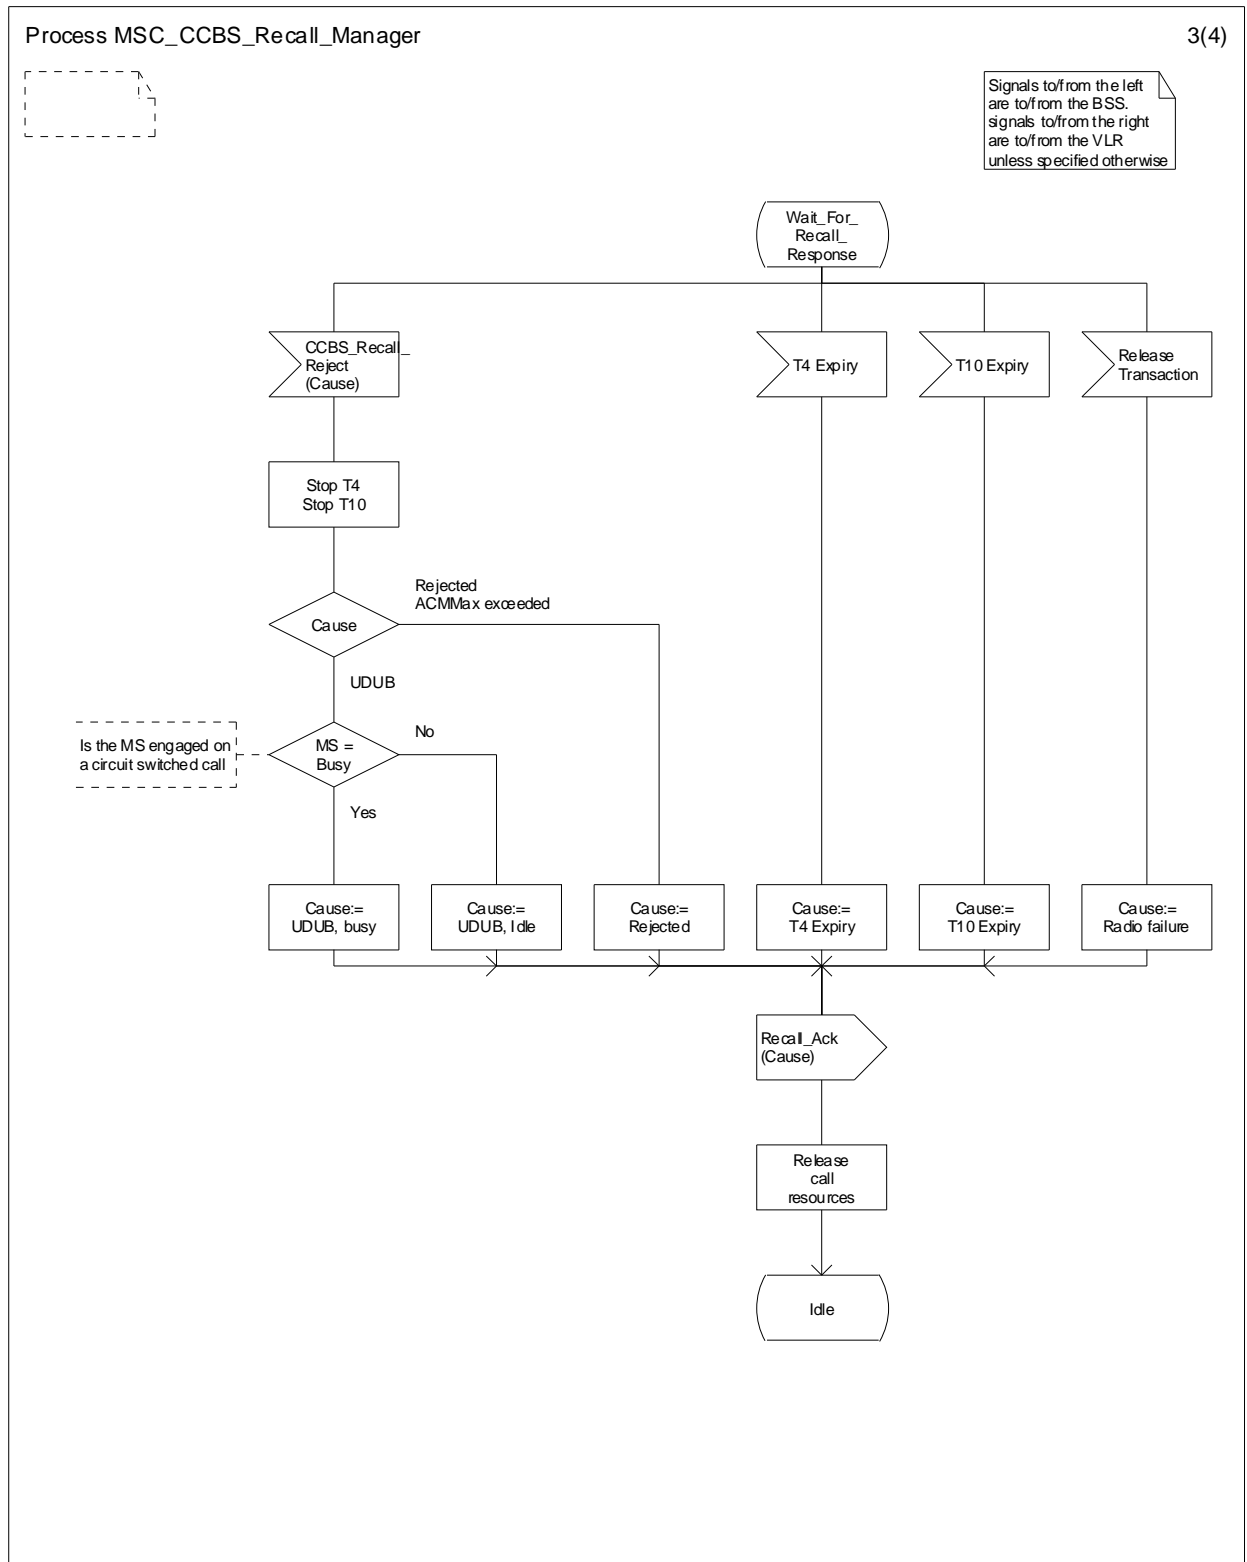 Process MSC_CCBS_Recall_Manager
3(4)
Signals to/from the left
are to/from the BSS.
signals to/from the right
are to/from the VLR
unless specified otherwise
Wait_For_
Recall_
Response
CCBS_Recall_
Reject
(Cause)
T4 Expiry
T10 Expiry
Release
Transaction
Stop T4
Stop T10
Cause
Rejected
ACMMax exceeded
UDUB
Is the MS engaged on
a circuit switched call
MS =
Busy
No
Yes
Cause:=
UDUB, busy
Cause:=
UDUB, Idle
Cause:=
Rejected
Cause:=
T4 Expiry
Cause:=
T10 Expiry
Cause:=
Radio failure
Recall_Ack
(Cause)
Release
call
resources
Idle